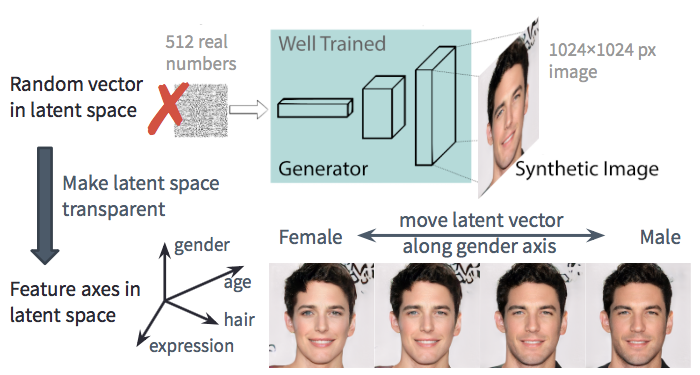 512 real
numbers
Well Trained
1024×1024 px
image
Random vector
in latent space
Generator
Synthetic Image
Make latent space
transparent
Female
move latent vector
along gender axis
Male
gender
age
hair
expression
Feature axes in
latent space